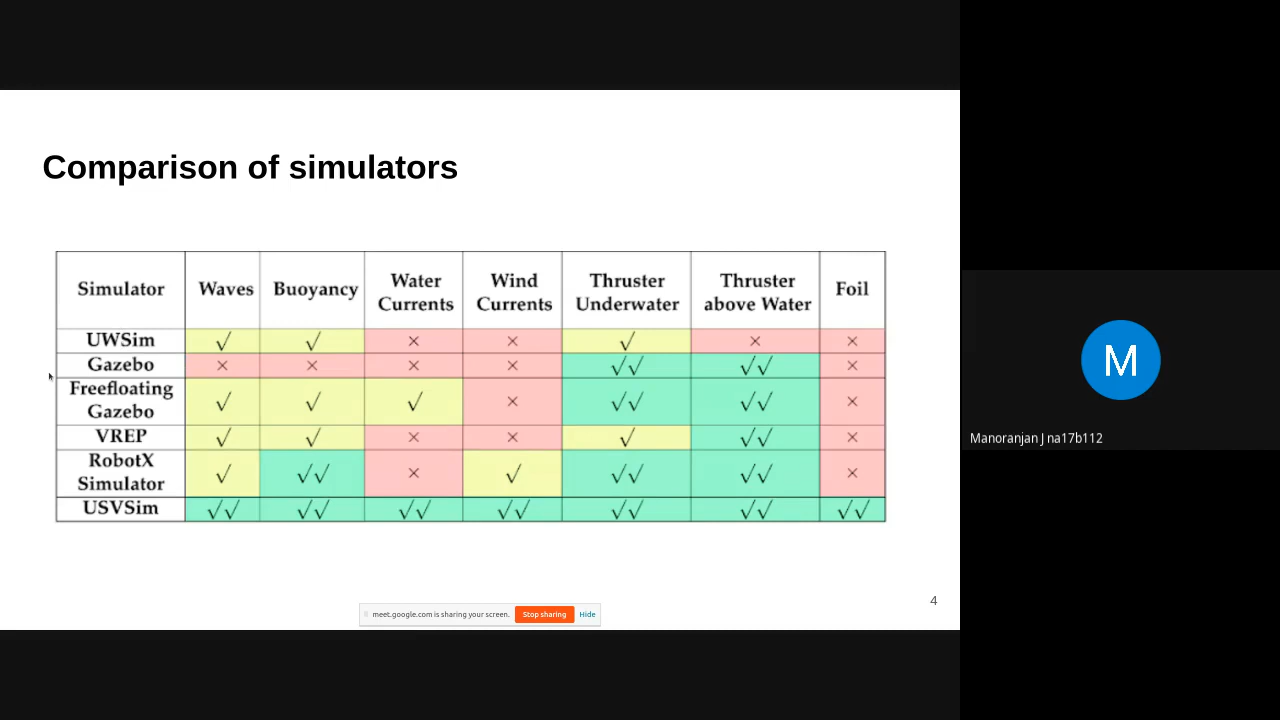 Comparison of simulators
Simulator Waves Buoyancy Water Currents Wind Currents Thruster Underwater Thruster above Water Foil
UWSim √ √ × × √ × ×
Gazebo × × × × √√ √√ ×
Freefloating Gazebo √ √ √ × √√ √√ ×
VREP √ √ × × √ √√ ×
RobotX Simulator √ √√ × √ √√ √√ ×
USVSim √√ √√ √√ √√ √√ √√ √√
4
meet.google.com is sharing your screen. Stop sharing Hide
M
Manoranjan J na17b112